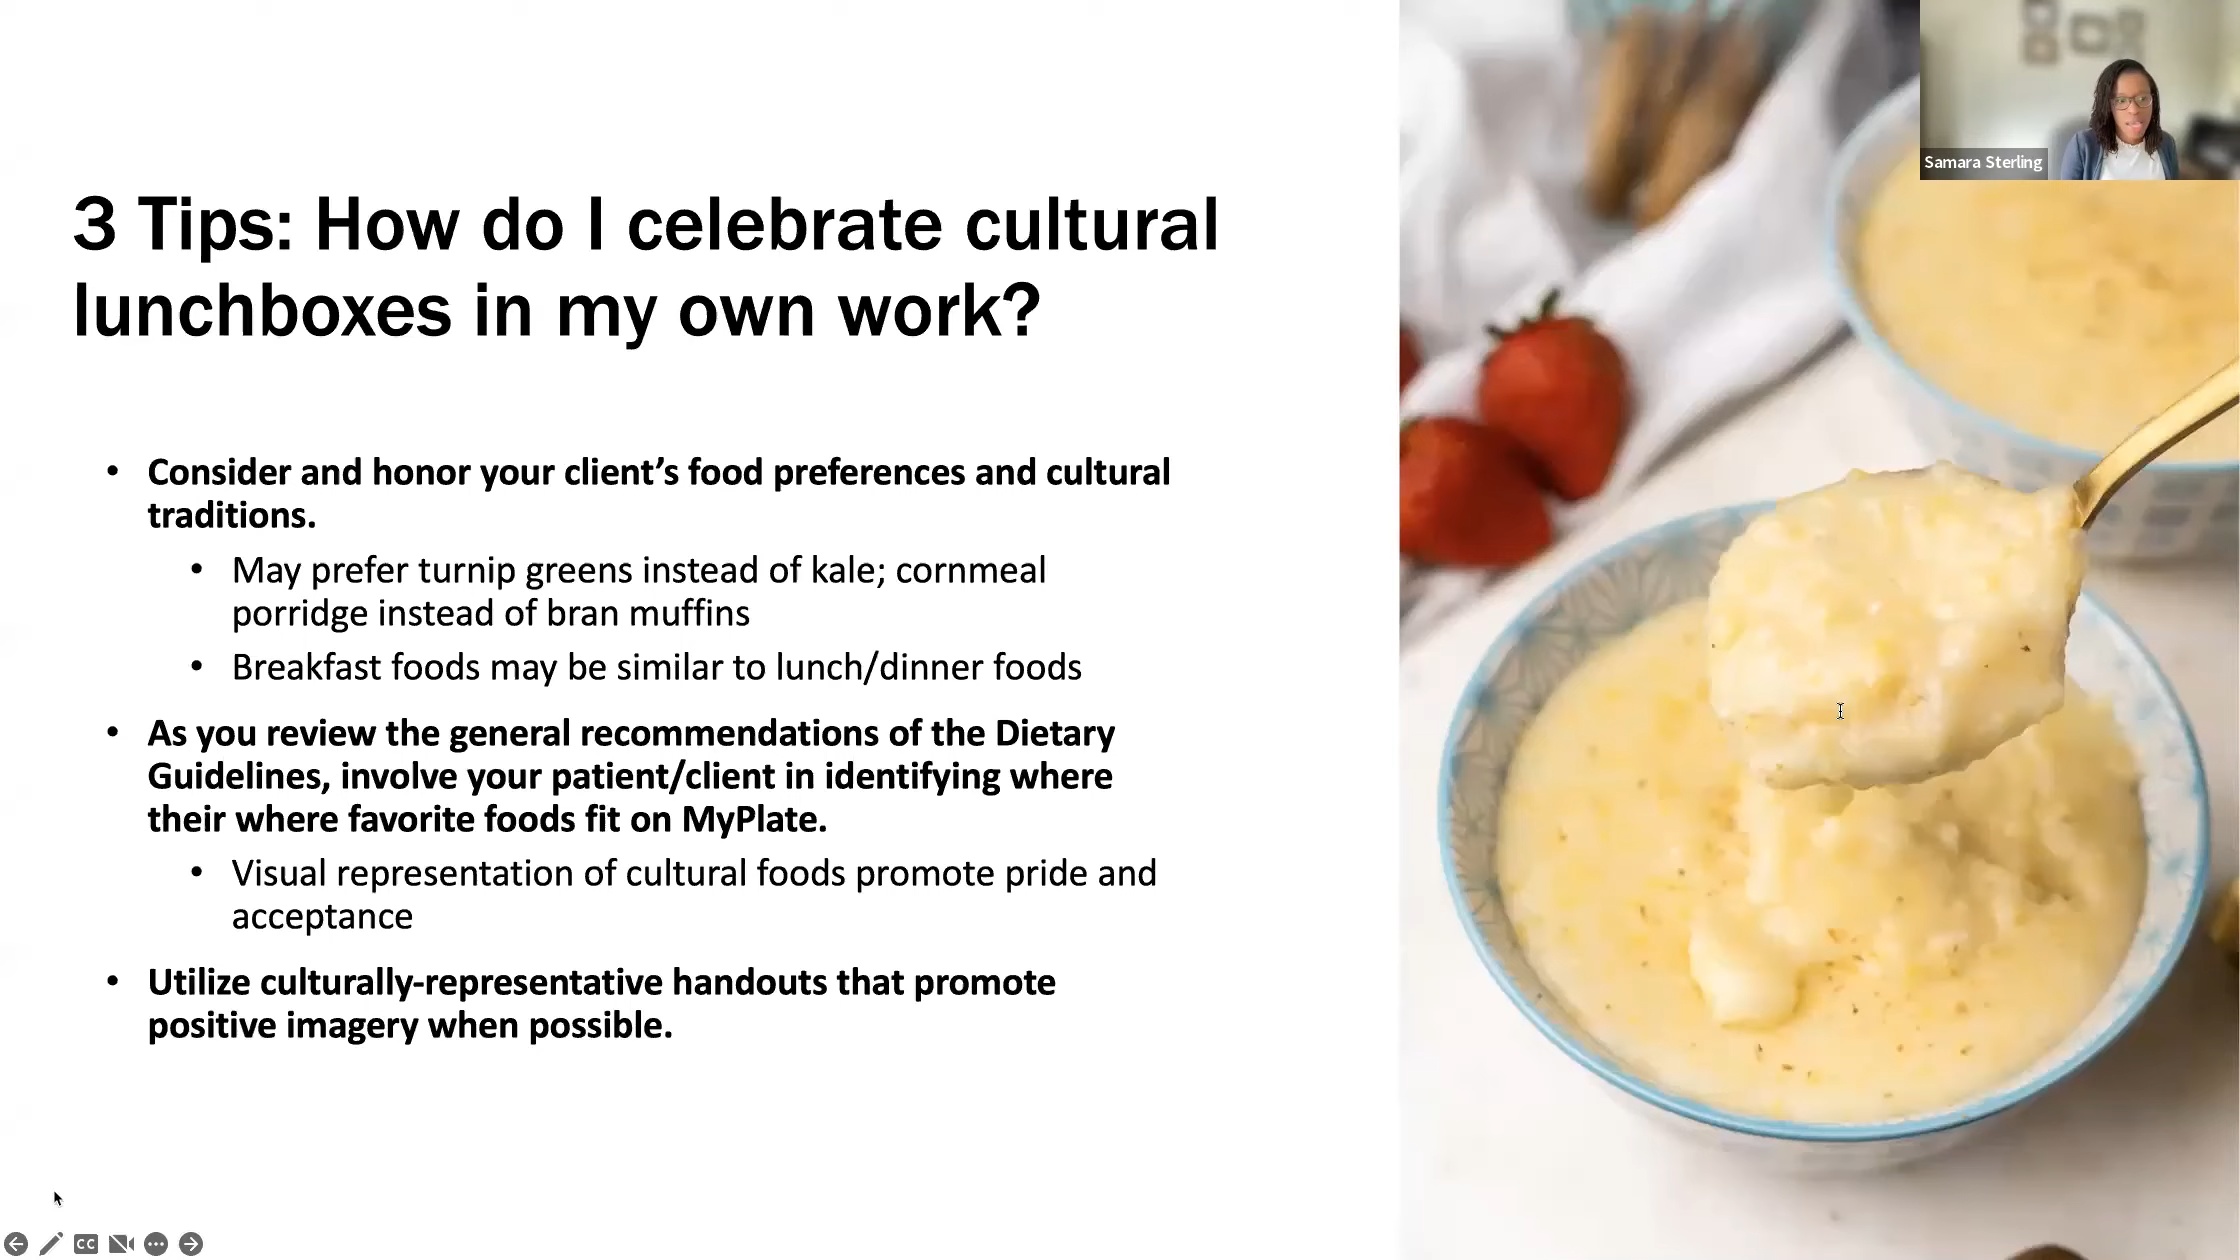 Samara Sterling
3 Tips: How do I celebrate cultural
lunchboxes in my own work?
• Consider and honor your client’s food preferences and cultural
traditions.
• May prefer turnip greens instead of kale; cornmeal
porridge instead of bran muffins
• Breakfast foods may be similar to lunch/dinner foods
• As you review the general recommendations of the Dietary
Guidelines, involve your patient/client in identifying where
their where favorite foods fit on MyPlate.
• Visual representation of cultural foods promote pride and
acceptance
• Utilize culturally-representative handouts that promote
positive imagery when possible.
CC